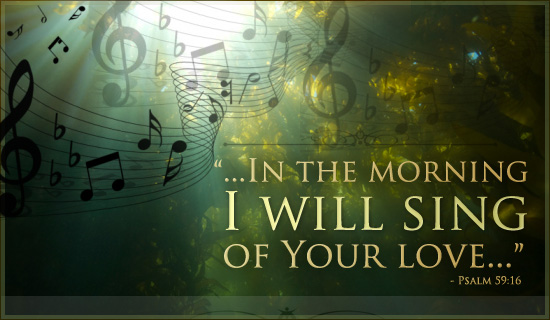 “...In the morning
I will sing
of Your love...”
- Psalm 59:16